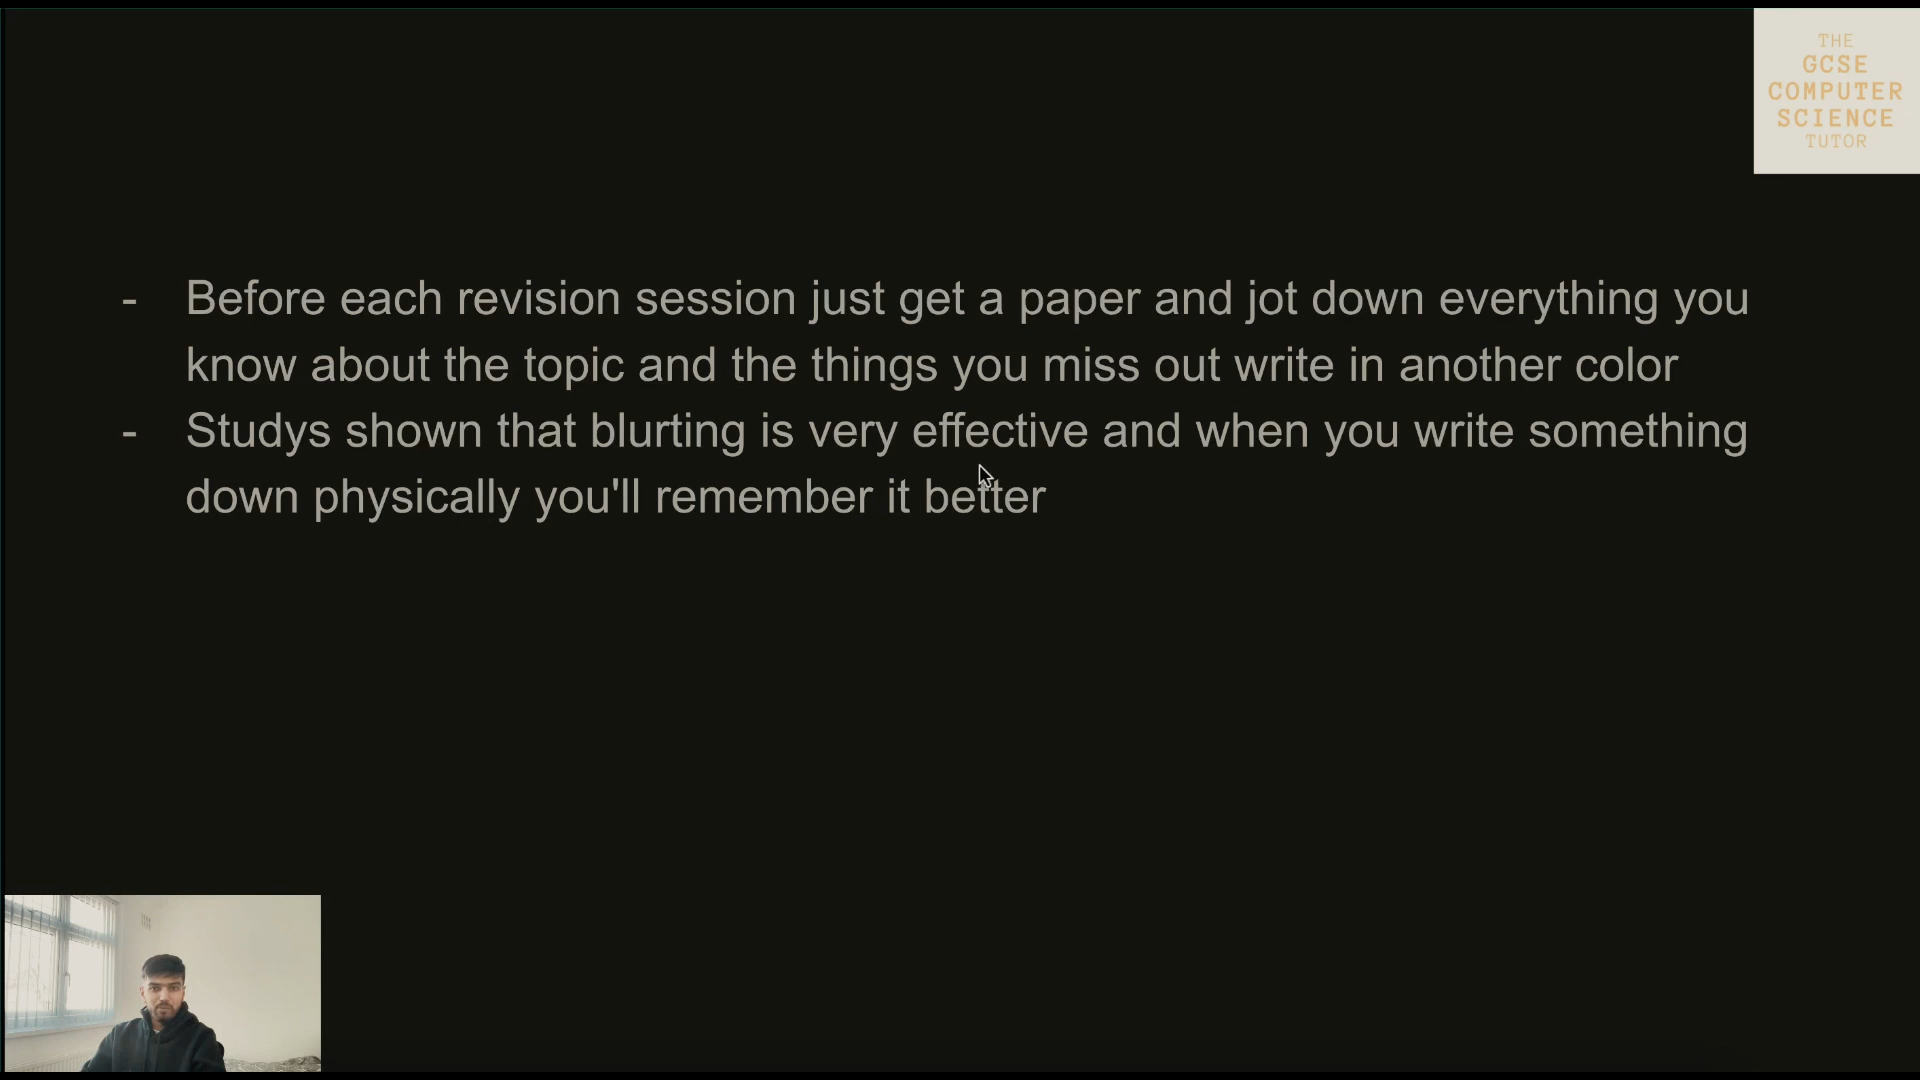 THE
GCSE
COMPUTER
SCIENCE
TUTOR
- Before each revision session just get a paper and jot down everything you
know about the topic and the things you miss out write in another color
- Studys shown that blurting is very effective and when you write something
down physically you'll remember it better